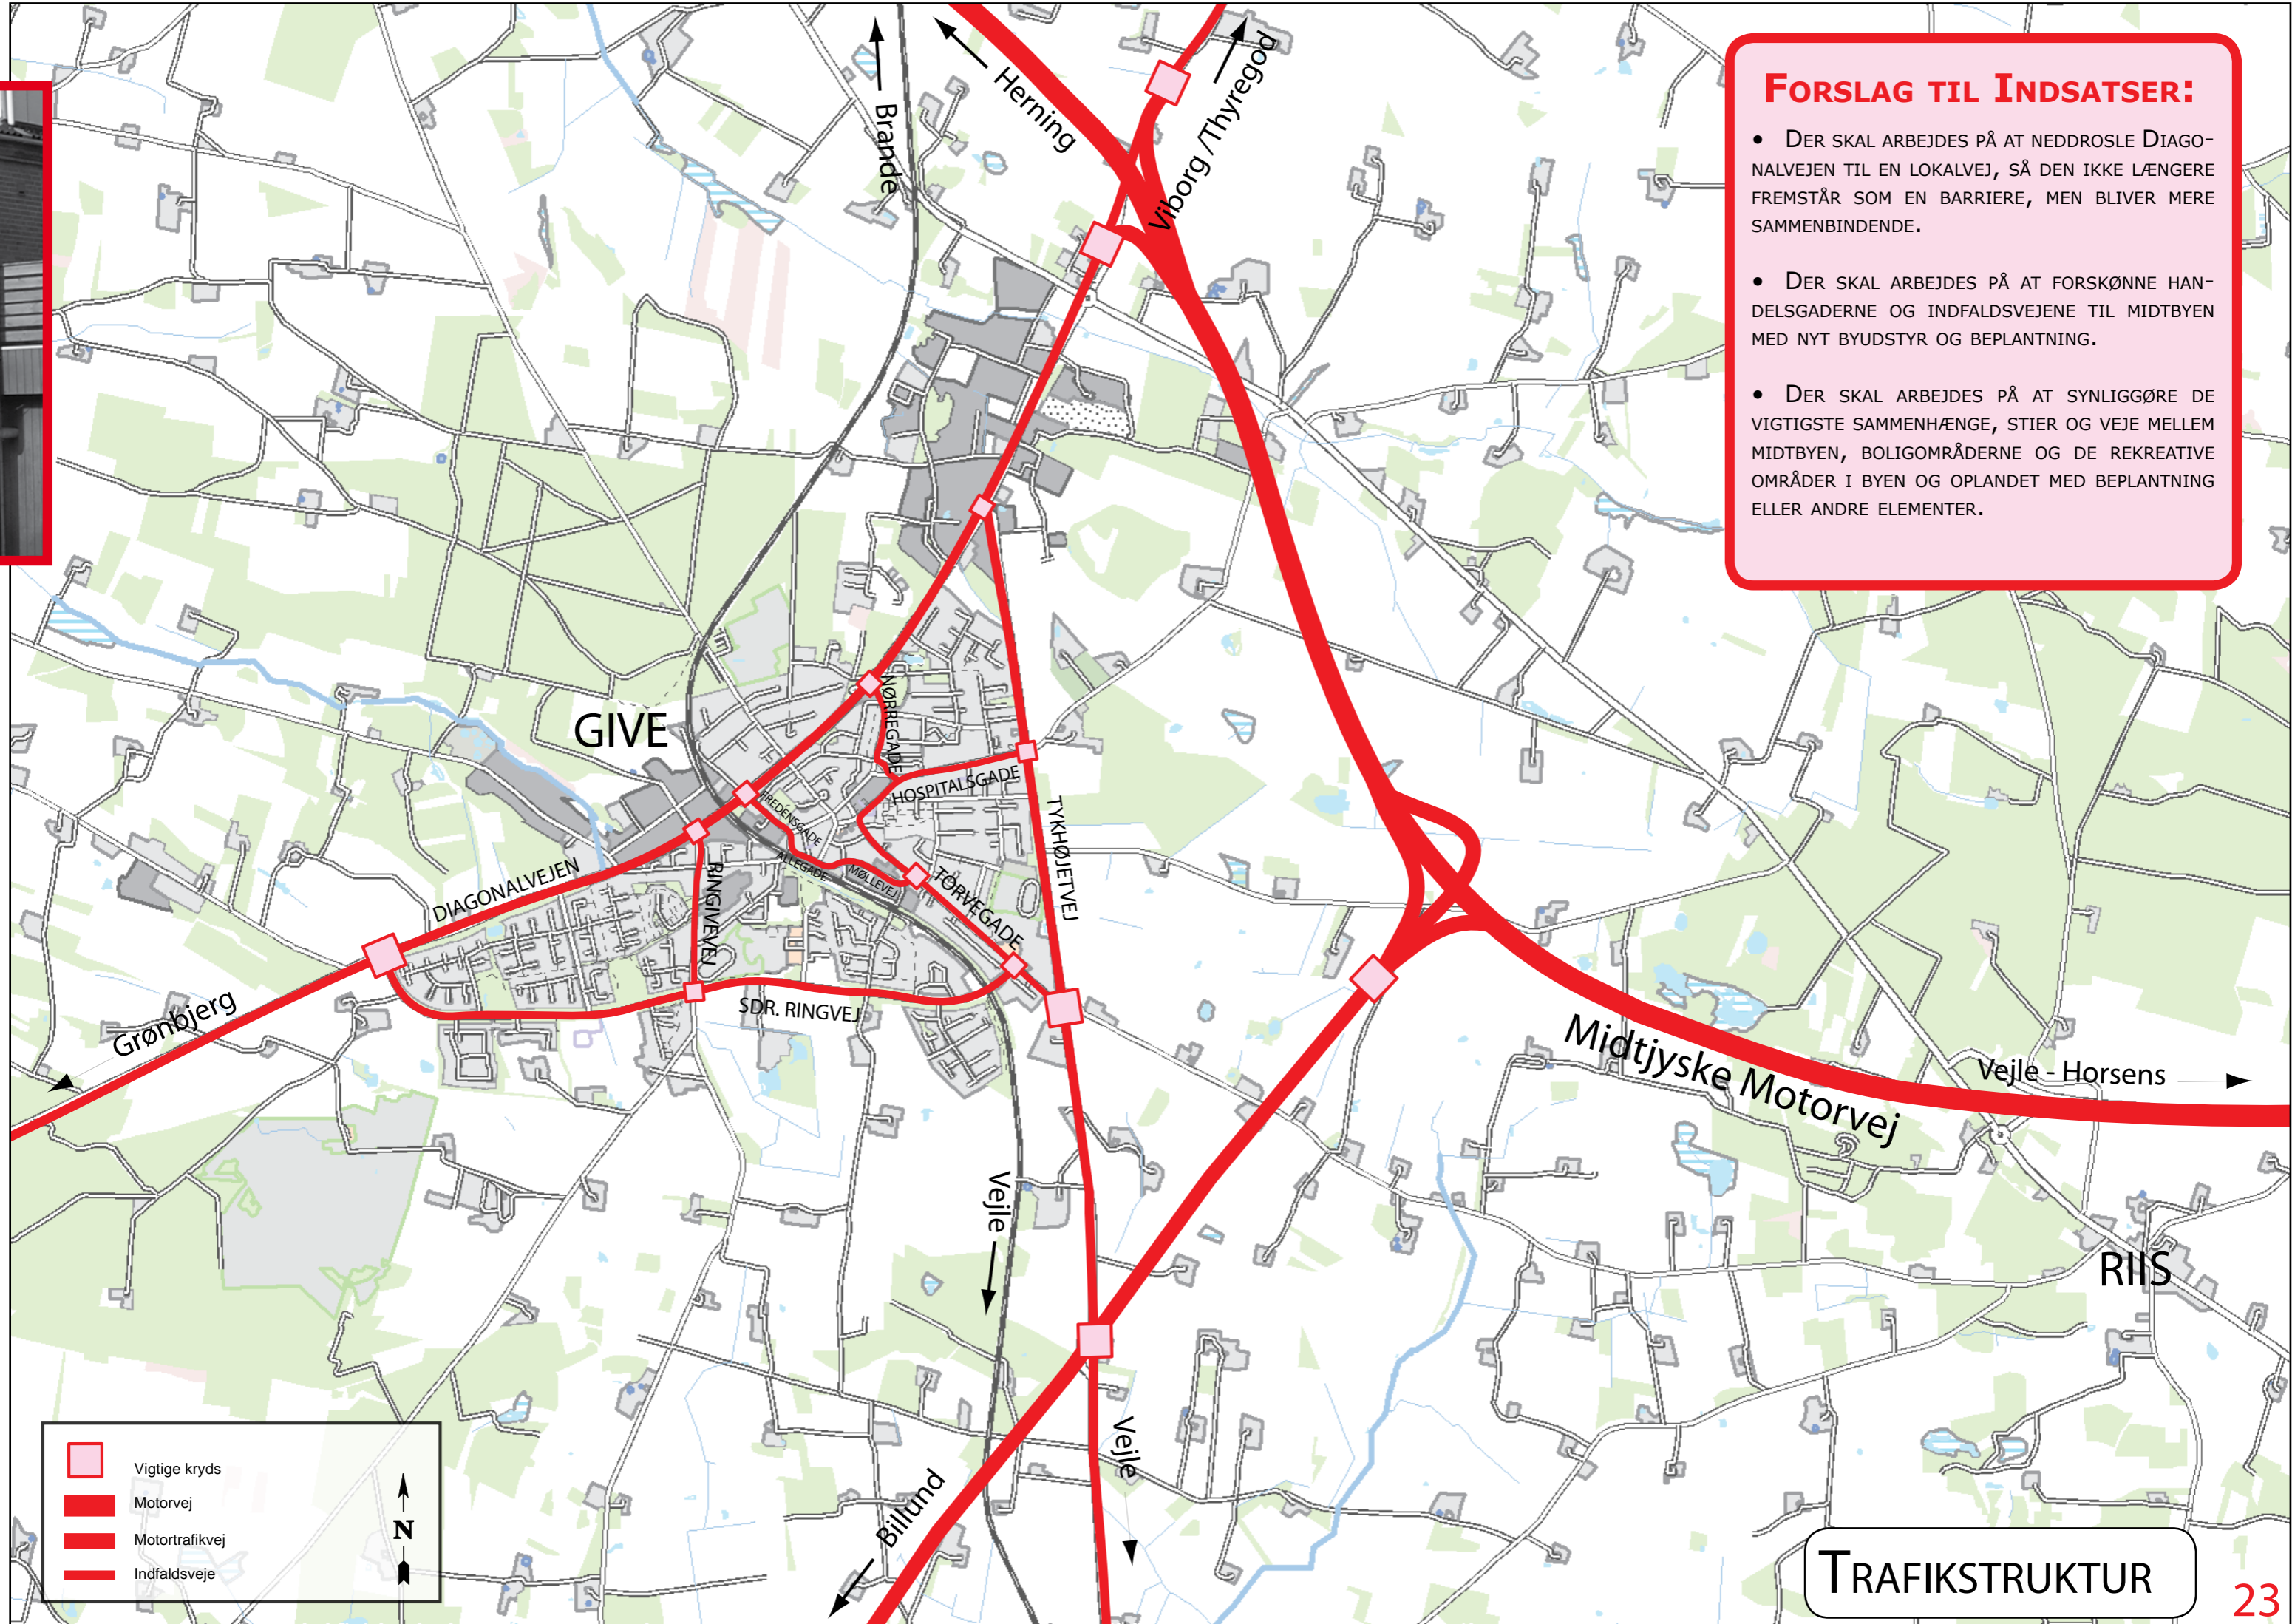 Brande
Herning
Viborg /Thyregod
FORSLAG TIL INDSATSER:
• DER SKAL ARBEJDES PÅ AT NEDDROSLE DIAGO-
NALVEJEN TIL EN LOKALVEJ, SÅ DEN IKKE LÆNGERE
FREMSTÅR SOM EN BARRIERE, MEN BLIVER MERE
SAMMENBINDENDE.
• DER SKAL ARBEJDES PÅ AT FORSKØNNE HAN-
DELSGADERNE OG INDFALDSVEJENE TIL MIDTBYEN
MED NYT BYUDSTYR OG BEPLANTNING.
• DER SKAL ARBEJDES PÅ AT SYNLIGGØRE DE
VIGTIGSTE SAMMENHÆNGE, STIER OG VEJE MELLEM
MIDTBYEN, BOLIGOMRÅDERNE OG DE REKREATIVE
OMRÅDER I BYEN OG OPLANDET MED BEPLANTNING
ELLER ANDRE ELEMENTER.
GIVE
NØRREGADE
HOSPITALSGADE
FREDENSGADE
TYKHØJETVEJ
ALLEGADE
MØLLEVEJ
TORVEGADE
DIAGONALVEJEN
RINGIVEVEJ
SDR. RINGVEJ
Grønbjerg
Midtjyske Motorvej
Vejle - Horsens
Vejle
RIIS
Vejle
Billund
Vigtige kryds
Motorvej
Motortrafikvej
Indfaldsveje
N
TRAFIKSTRUKTUR
23